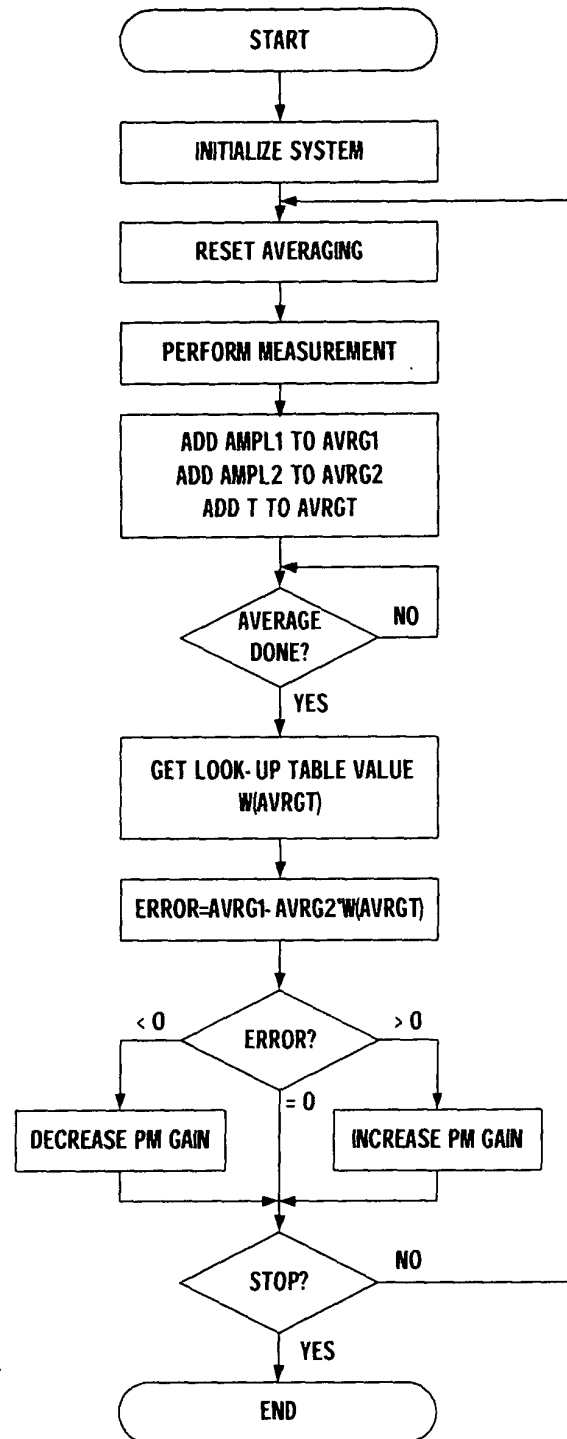 START
INITIALIZE SYSTEM
RESET AVERAGING
PERFORM MEASUREMENT
ADD AMPL1 TO AVRG1
ADD AMPL2 TO AVRG2
ADD T TO AVRGT
AVERAGE
DONE?
NO
YES
GET LOOK-UP TABLE VALUE
W(AVRGT)
ERROR=AVRG1-AVRG2*W(AVRGT)
< 0
ERROR?
> 0
= 0
DECREASE PM GAIN
INCREASE PM GAIN
STOP?
NO
YES
END